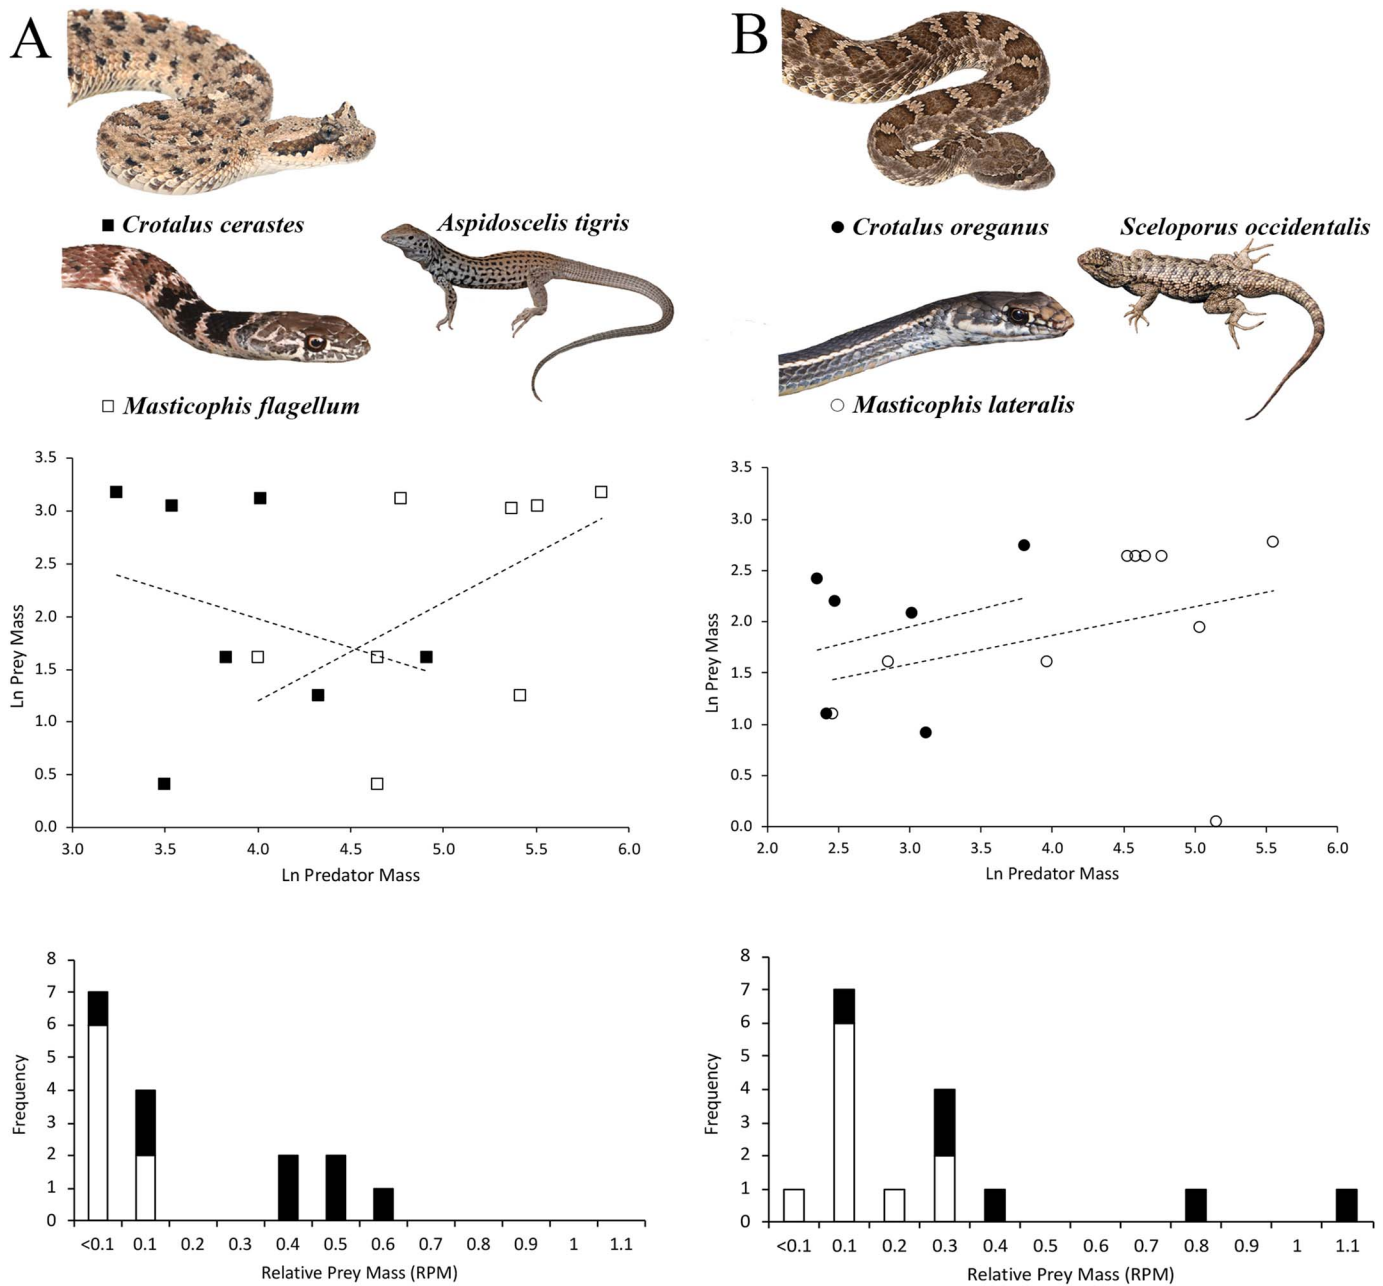 A
B
■ Crotalus cerastes
Aspidoscelis tigris
● Crotalus oreganus
Sceloporus occidentalis
□ Masticophis flagellum
○ Masticophis lateralis
3.5
3.0
2.5
2.0
1.5
1.0
0.5
0.0
Ln Prey Mass
3.0 3.5 4.0 4.5 5.0 5.5 6.0
Ln Predator Mass
3.5
3.0
2.5
2.0
1.5
1.0
0.5
0.0
Ln Prey Mass
2.0 2.5 3.0 3.5 4.0 4.5 5.0 5.5 6.0
Ln Predator Mass
8
7
6
5
4
3
2
1
0
Frequency
<0.1 0.1 0.2 0.3 0.4 0.5 0.6 0.7 0.8 0.9 1 1.1
Relative Prey Mass (RPM)
8
7
6
5
4
3
2
1
0
Frequency
<0.1 0.1 0.2 0.3 0.4 0.5 0.6 0.7 0.8 0.9 1 1.1
Relative Prey Mass (RPM)